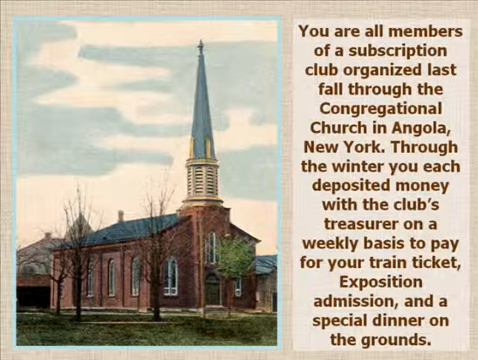 You are all members
of a subscription
club organized last
fall through the
Congregational
Church in Angola,
New York. Through
the winter you each
deposited money
with the club's
treasurer on a
weekly basis to pay
for your train ticket,
Exposition
admission, and a
special dinner on
the grounds.